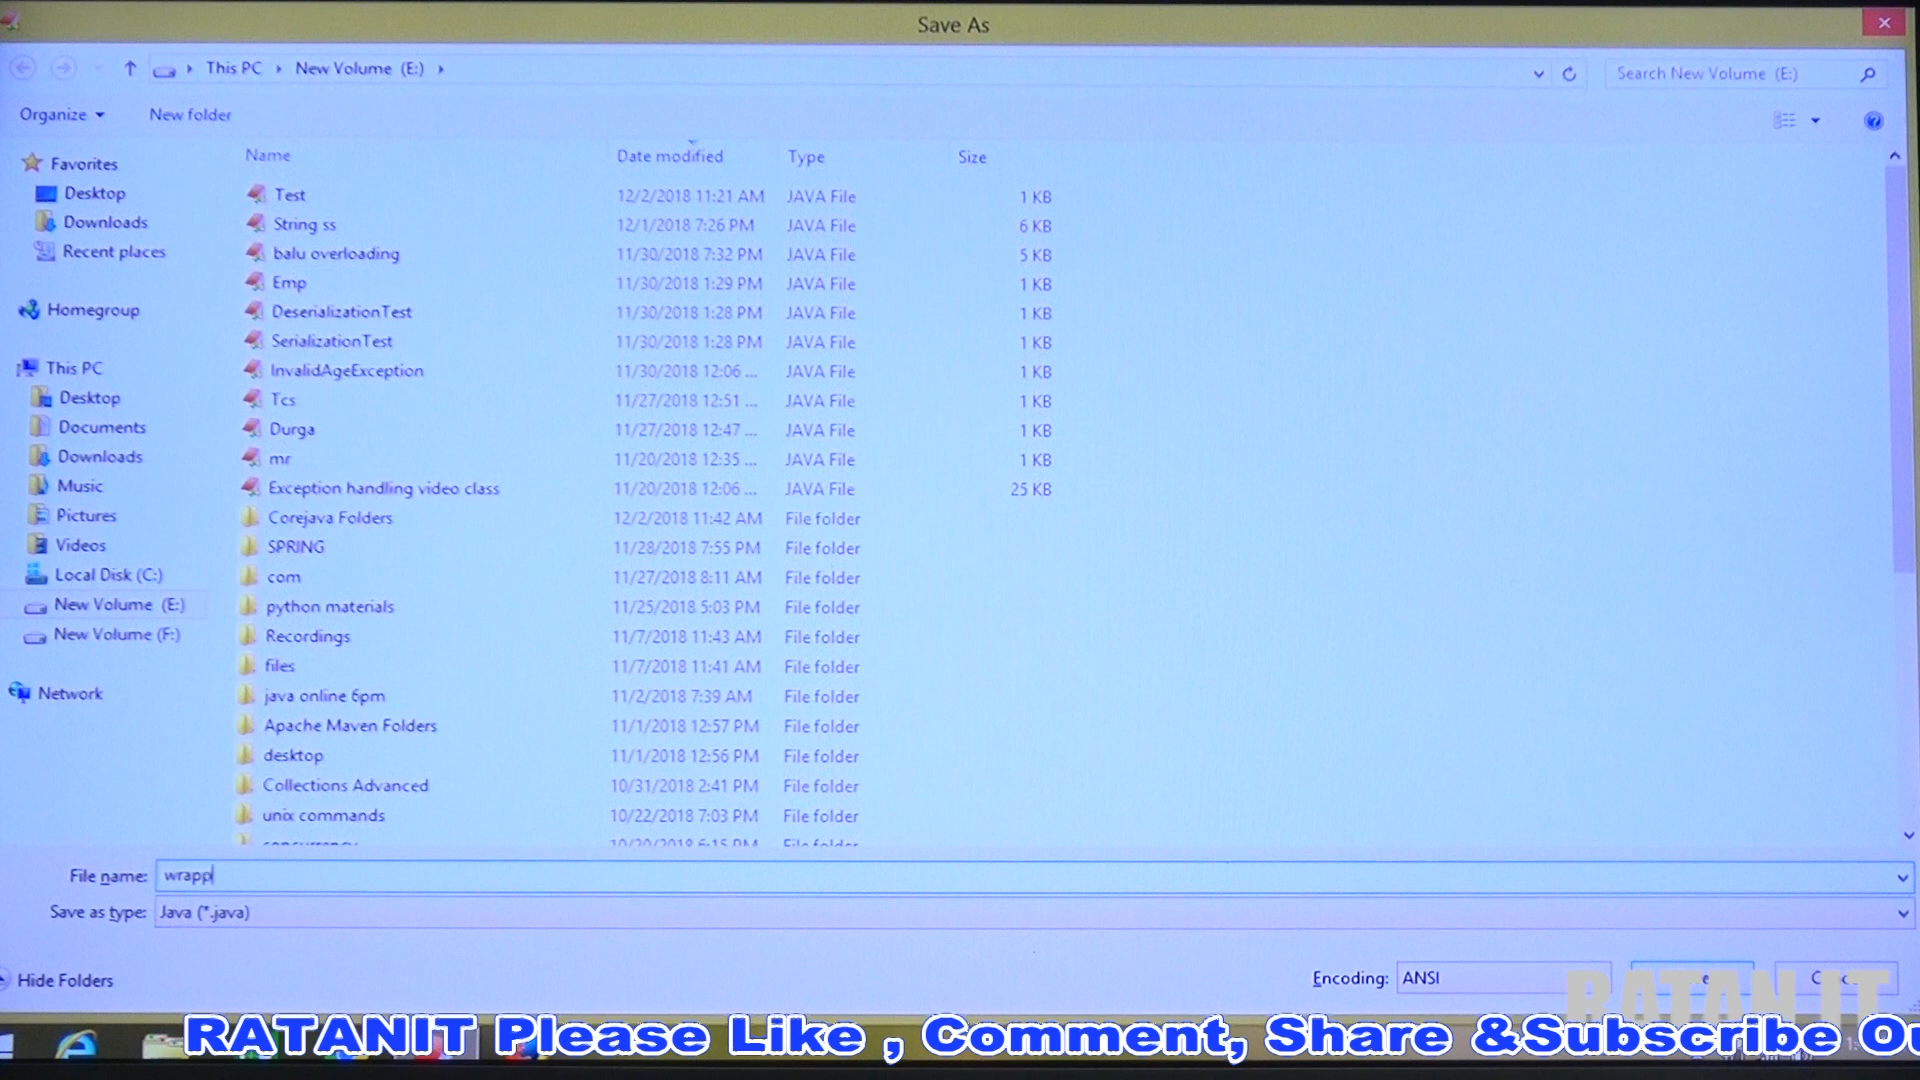 Save As
This PC
New Volume (E:)
Search New Volume (E:)
Organize
New folder
Name Date modified Type Size
Favorites
Desktop
Downloads
Recent places
Homegroup
This PC
Desktop
Documents
Downloads
Music
Pictures
Videos
Local Disk (C:)
New Volume (E:)
New Volume (F:)
Network
Test 12/2/2018 11:21 AM JAVA File 1 KB
String ss 12/1/2018 7:26 PM JAVA File 6 KB
balu overloading 11/30/2018 7:32 PM JAVA File 5 KB
Emp 11/30/2018 1:29 PM JAVA File 1 KB
DeserializationTest 11/30/2018 1:28 PM JAVA File 1 KB
SerializationTest 11/30/2018 1:28 PM JAVA File 1 KB
InvalidAgeException 11/30/2018 12:06 ... JAVA File 1 KB
Tcs 11/27/2018 12:51 ... JAVA File 1 KB
Durga 11/27/2018 12:47 ... JAVA File 1 KB
mr 11/20/2018 12:35 ... JAVA File 1 KB
Exception handling video class 11/20/2018 12:06 ... JAVA File 25 KB
Corejava Folders 12/2/2018 11:42 AM File folder
SPRING 11/28/2018 7:55 PM File folder
com 11/27/2018 8:11 AM File folder
python materials 11/25/2018 5:03 PM File folder
Recordings 11/7/2018 11:43 AM File folder
files 11/7/2018 11:41 AM File folder
java online 6pm 11/2/2018 7:39 AM File folder
Apache Maven Folders 11/1/2018 12:57 PM File folder
desktop 11/1/2018 12:56 PM File folder
Collections Advanced 10/31/2018 2:41 PM File folder
unix commands 10/22/2018 7:03 PM File folder
concurrency 10/20/2018 6:15 PM File folder
File name: wrapp
Save as type: Java (*.java)
Hide Folders
Encoding: ANSI
RATAN IT
RATANIT Please Like , Comment, Share &Subscribe Ou